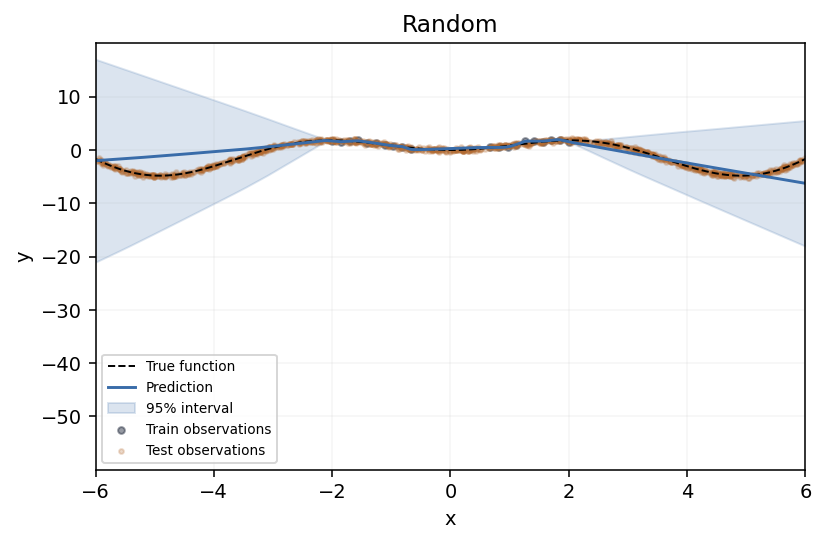 Random
10
0
−10
−20
−30
−40
−50
y
True function
Prediction
95% interval
Train observations
Test observations
−6
−4
−2
0
2
4
6
x